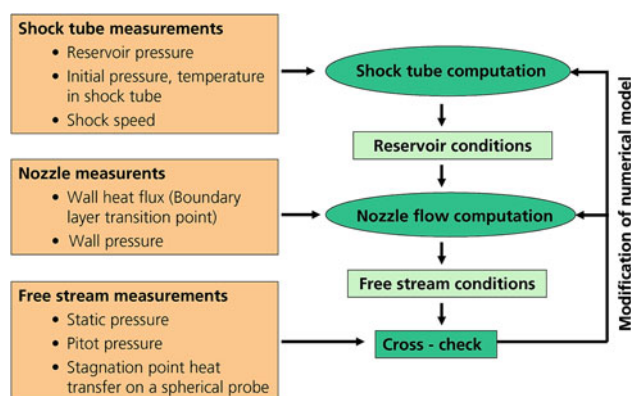 Shock tube measurements
• Reservoir pressure
• Initial pressure, temperature
in shock tube
• Shock speed
Nozzle measurents
• Wall heat flux (Boundary
layer transition point)
• Wall pressure
Free stream measurements
• Static pressure
• Pitot pressure
• Stagnation point heat
transfer on a spherical probe
Shock tube computation
Reservoir conditions
Nozzle flow computation
Free stream conditions
Cross - check
Modification of numerical model